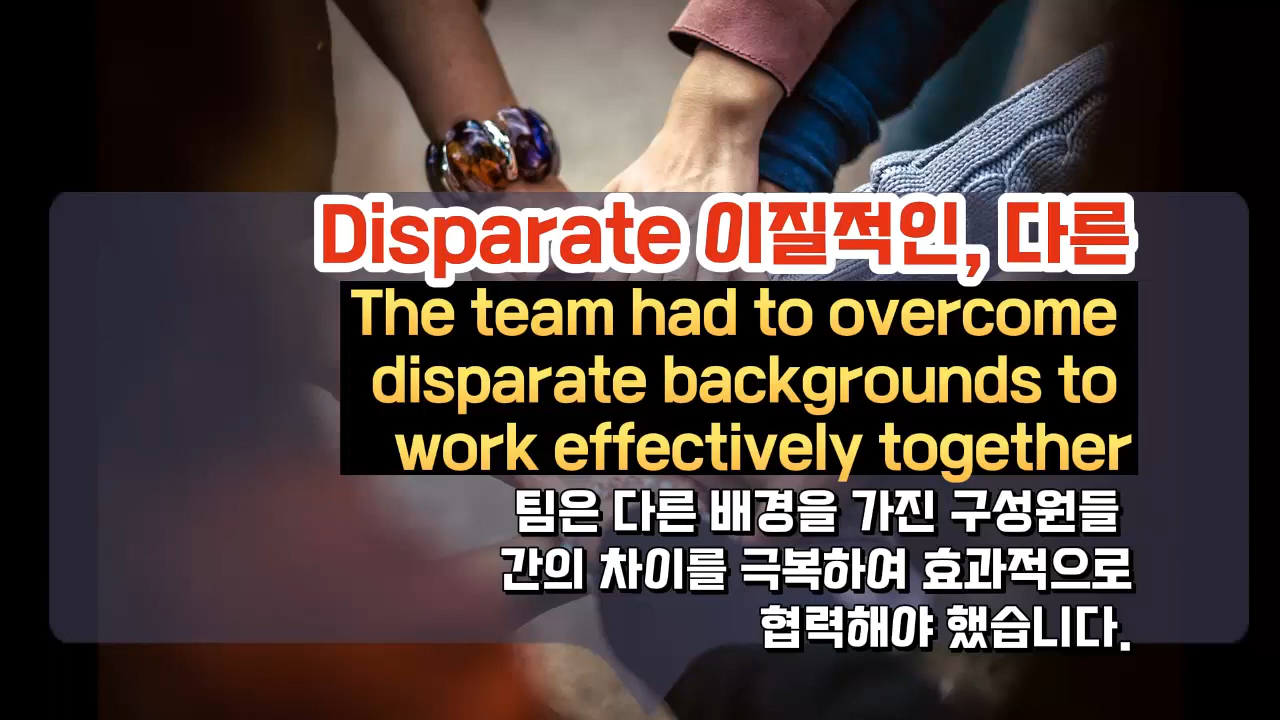 Disparate 이질적인, 다른
The team had to overcome
disparate backgrounds to
work effectively together
팀은 다른 배경을 가진 구성원들
간의 차이를 극복하여 효과적으로
협력해야 했습니다.